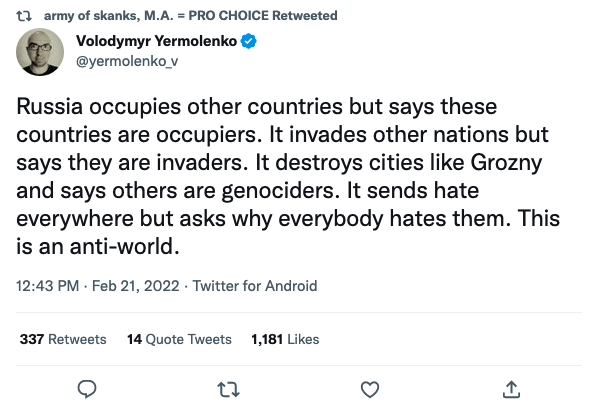 army of skanks, M.A. = PRO CHOICE Retweeted
Volodymyr Yermolenko
@yermolenko_v
Russia occupies other countries but says these
countries are occupiers. It invades other nations but
says they are invaders. It destroys cities like Grozny
and says others are genociders. It sends hate
everywhere but asks why everybody hates them. This
is an anti-world.
12:43 PM · Feb 21, 2022 · Twitter for Android
337 Retweets 14 Quote Tweets 1,181 Likes